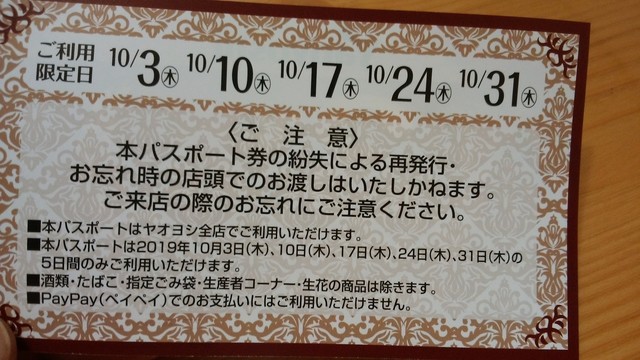 ご利用
限定日
10/3㊍ 10/10㊍ 10/17㊍ 10/24㊍ 10/31㊍
〈ご 注 意〉
本パスポート券の紛失による再発行・
お忘れ時の店頭でのお渡しはいたしかねます。
ご来店の際のお忘れにご注意ください。
■本パスポートはヤオヨシ全店でご利用いただけます。
■本パスポートは2019年10月3日(木)、10日(木)、17日(木)、24日(木)、31日(木)の
5日間のみご利用いただけます。
■酒類・たばこ・指定ごみ袋・生産者コーナー・生花の商品は除きます。
■PayPay(ペイペイ)でのお支払いにはご利用いただけません。